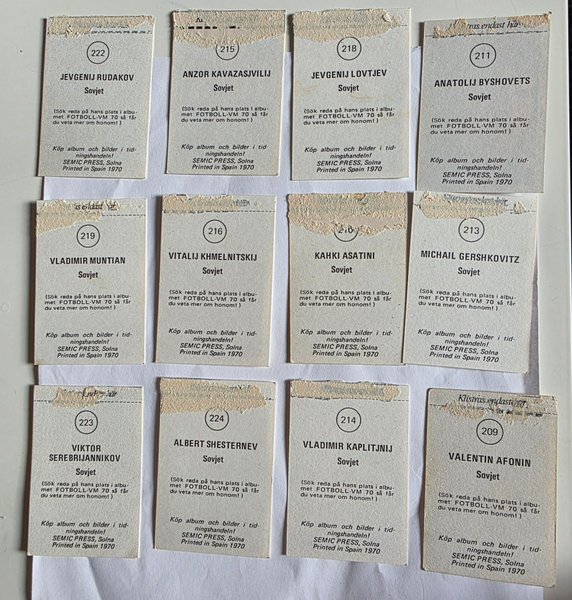 222
JEVGENIJ RUDAKOV
Sovjet
(Sök reda på hans plats i albu-
met FOTBOLL-VM 70 så får
du veta mer om honom! )
Köp album och bilder i tid-
ningshandeln!
SEMIC PRESS, Solna
Printed in Spain 1970
215
ANZOR KAVAZASJVILIJ
Sovjet
(Sök reda på hans plats i albu-
met FOTBOLL-VM 70 så får
du veta mer om honom! )
Köp album och bilder i tid-
ningshandeln!
SEMIC PRESS, Solna
Printed in Spain 1970
218
JEVGENIJ LOVTJEV
Sovjet
(Sök reda på hans plats i albu-
met FOTBOLL-VM 70 så får
du veta mer om honom! )
Köp album och bilder i tid-
ningshandeln!
SEMIC PRESS, Solna
Printed in Spain 1970
endast här
211
ANATOLIJ BYSHOVETS
Sovjet
(Sök reda på hans plats i albu-
met FOTBOLL-VM 70 så får
du veta mer om honom! )
Köp album och bilder i tid-
ningshandeln!
SEMIC PRESS, Solna
Printed in Spain 1970
219
VLADIMIR MUNTIAN
Sovjet
(Sök reda på hans plats i albu-
met FOTBOLL-VM 70 så får
du veta mer om honom! )
Köp album och bilder i tid-
ningshandeln!
SEMIC PRESS, Solna
Printed in Spain 1970
216
VITALIJ KHMELNITSKIJ
Sovjet
(Sök reda på hans plats i albu-
met FOTBOLL-VM 70 så får
du veta mer om honom! )
Köp album och bilder i tid-
ningshandeln!
SEMIC PRESS, Solna
Printed in Spain 1970
KAHKI ASATINI
Sovjet
(Sök reda på hans plats i albu-
met FOTBOLL-VM 70 så får
du veta mer om honom! )
Köp album och bilder i tid-
ningshandeln!
SEMIC PRESS, Solna
Printed in Spain 1970
213
MICHAIL GERSHKOVITZ
Sovjet
(Sök reda på hans plats i albu-
met FOTBOLL-VM 70 så får
du veta mer om honom! )
Köp album och bilder i tid-
ningshandeln!
SEMIC PRESS, Solna
Printed in Spain 1970
här
223
VIKTOR
SEREBRIJANNIKOV
Sovjet
(Sök reda på hans plats i albu-
met FOTBOLL-VM 70 så får
du veta mer om honom! )
Köp album och bilder i tid-
ningshandeln!
SEMIC PRESS, Solna
Printed in Spain 1970
224
ALBERT SHESTERNEV
Sovjet
(Sök reda på hans plats i albu-
met FOTBOLL-VM 70 så får
du veta mer om honom! )
Köp album och bilder i tid-
ningshandeln!
SEMIC PRESS, Solna
Printed in Spain 1970
214
VLADIMIR KAPLITJNIJ
Sovjet
(Sök reda på hans plats i albu-
met FOTBOLL-VM 70 så får
du veta mer om honom! )
Köp album och bilder i tid-
ningshandeln!
SEMIC PRESS, Solna
Printed in Spain 1970
Klistras endast
209
VALENTIN AFONIN
Sovjet
(Sök reda på hans plats i albu-
met FOTBOLL-VM 70 så får
du veta mer om honom! )
Köp album och bilder i tid-
ningshandeln!
SEMIC PRESS, Solna
Printed in Spain 1970